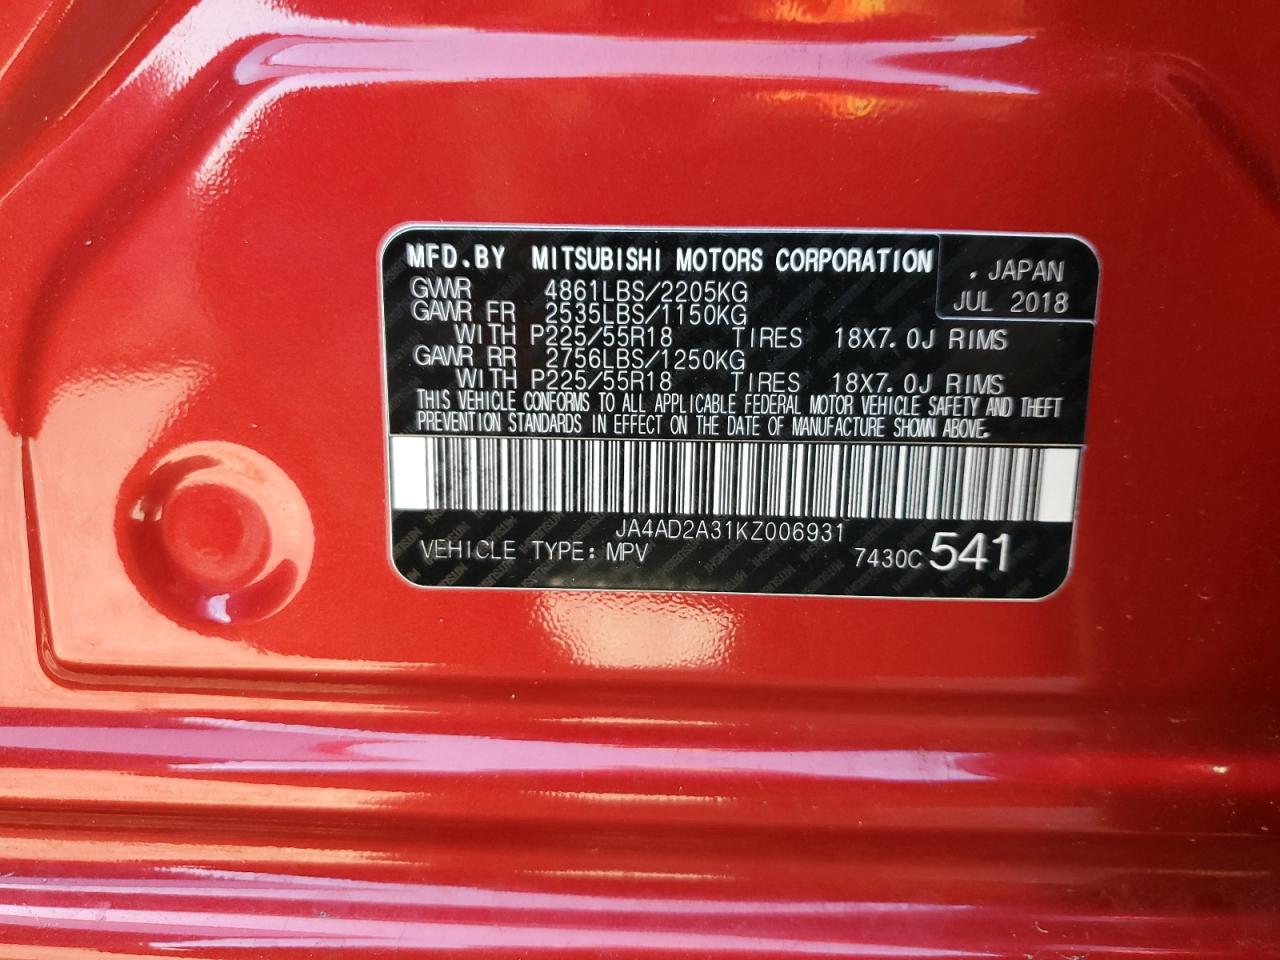 MFD.BY MITSUBISHI MOTORS CORPORATION
. JAPAN
JUL 2018
GVWR 4861LBS/2205KG
GAWR FR 2535LBS/1150KG
WITH P225/55R18 TIRES 18X7.0J RIMS
GAWR RR 2756LBS/1250KG
WITH P225/55R18 TIRES 18X7.0J RIMS
THIS VEHICLE CONFORMS TO ALL APPLICABLE FEDERAL MOTOR VEHICLE SAFETY AND THEFT
PREVENTION STANDARDS IN EFFECT ON THE DATE OF MANUFACTURE SHOWN ABOVE.
JA4AD2A31KZ006931
VEHICLE TYPE: MPV 7430C 541